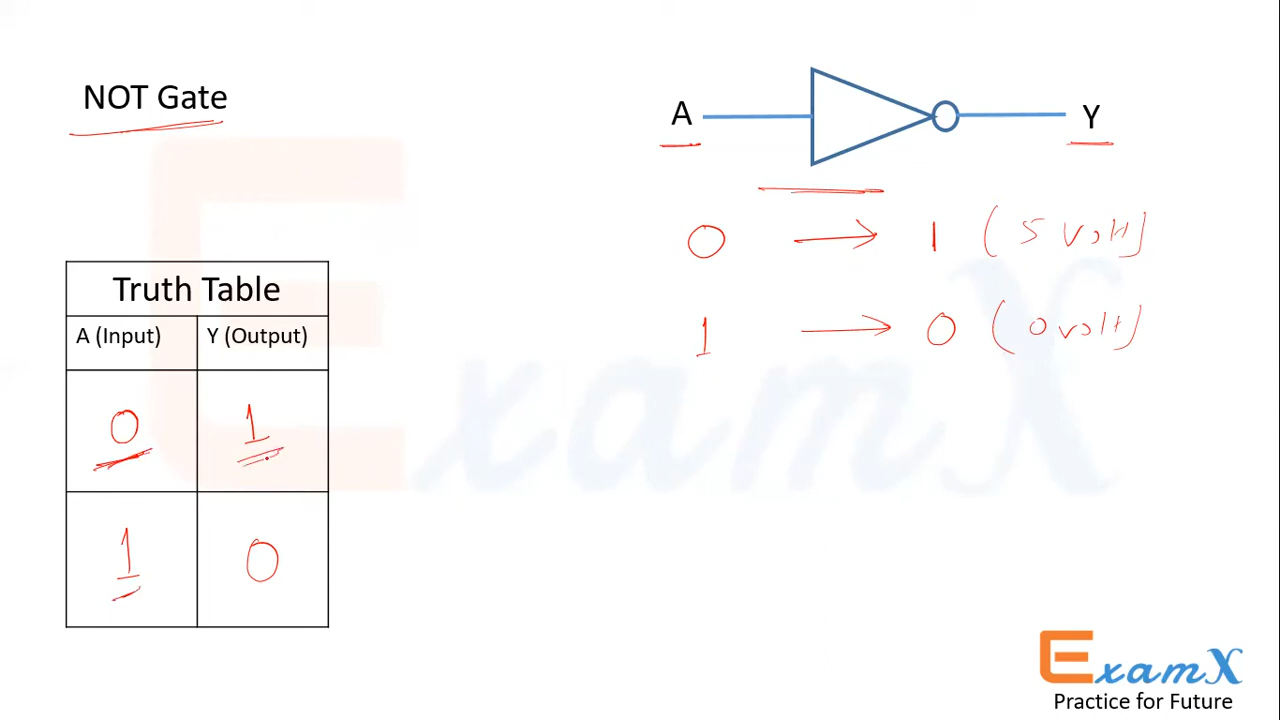 NOT Gate
A
Y
0 → 1 (5 volt)
1 → 0 (0 volt)
Truth Table
A (Input) Y (Output)
0 1
1 0
ExamX
ExamX
Practice for Future